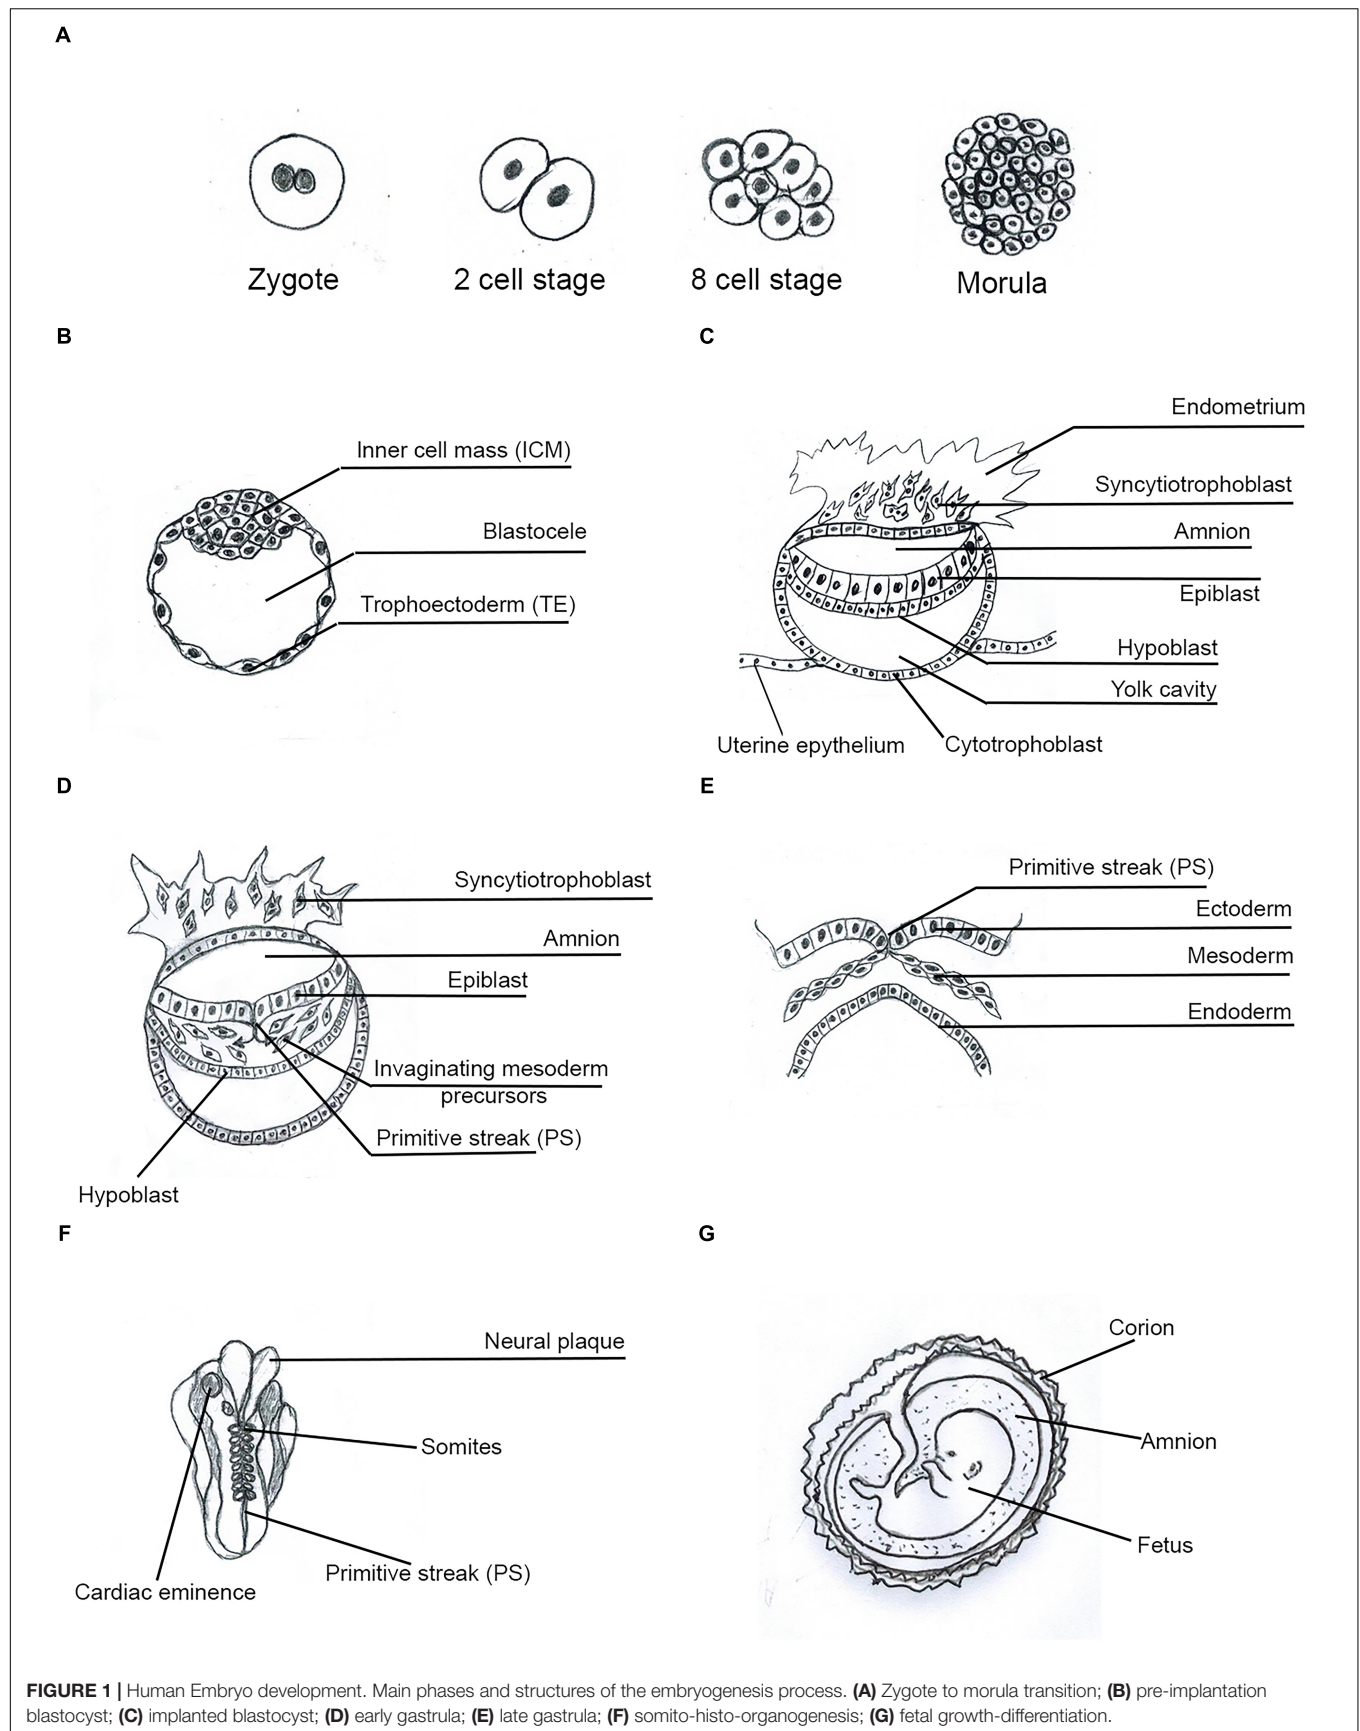 A
Zygote
2 cell stage
8 cell stage
Morula
B
Inner cell mass (ICM)
Blastocele
Trophoectoderm (TE)
C
Endometrium
Syncytiotrophoblast
Amnion
Epiblast
Hypoblast
Yolk cavity
Uterine epythelium
Cytotrophoblast
D
Syncytiotrophoblast
Amnion
Epiblast
Invaginating mesoderm
precursors
Primitive streak (PS)
Hypoblast
E
Primitive streak (PS)
Ectoderm
Mesoderm
Endoderm
F
Neural plaque
Somites
Primitive streak (PS)
Cardiac eminence
G
Corion
Amnion
Fetus
FIGURE 1 | Human Embryo development. Main phases and structures of the embryogenesis process. (A) Zygote to morula transition; (B) pre-implantation
blastocyst; (C) implanted blastocyst; (D) early gastrula; (E) late gastrula; (F) somito-histo-organogenesis; (G) fetal growth-differentiation.